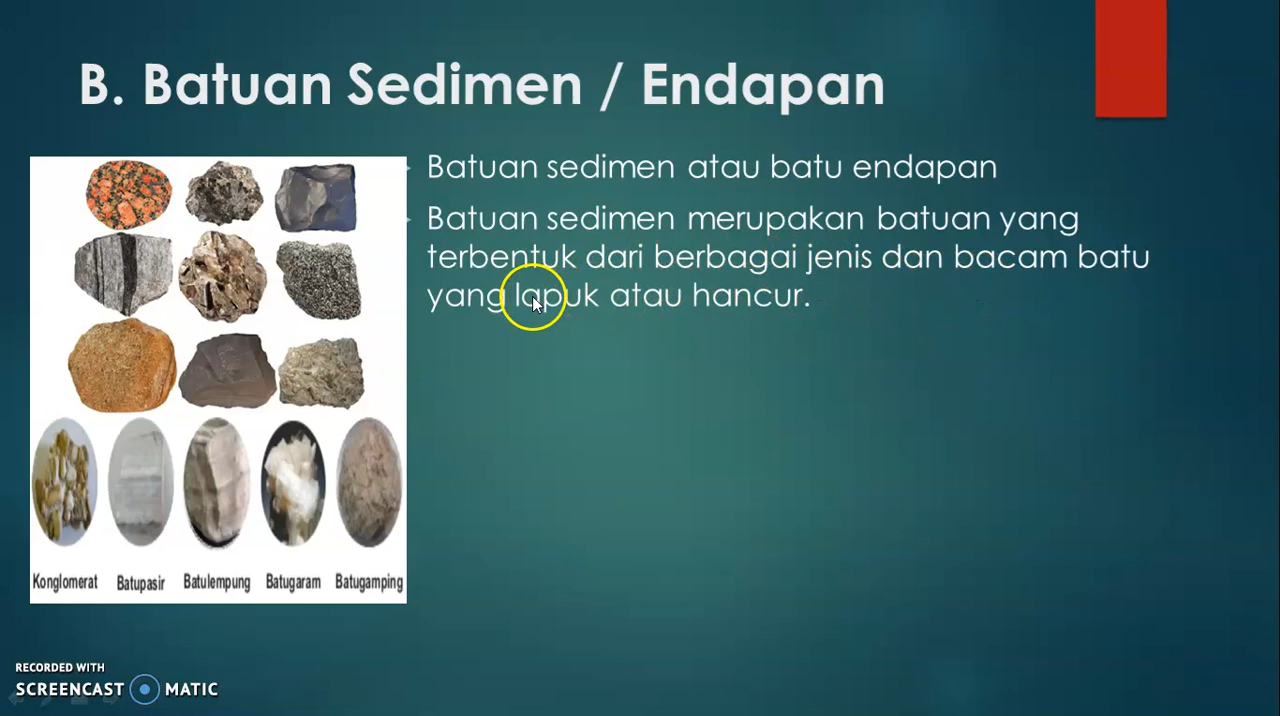 B. Batuan Sedimen / Endapan
Batuan sedimen atau batu endapan
Batuan sedimen merupakan batuan yang
terbentuk dari berbagai jenis dan bacam batu
yang lapuk atau hancur.
Konglomerat Batupasir Batulempung Batugaram Batugamping
RECORDED WITH
SCREENCAST MATIC